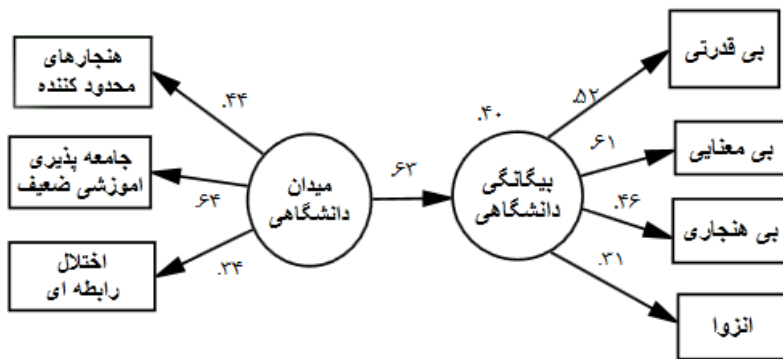 هنجارهای
محدود کننده
جامعه پذیری
اموزشی ضعیف
اختلال
رابطه ای
.۴۴
.۶۴
.۳۴
میدان
دانشگاهی
.۶۳
.۴۰
بیگانگی
دانشگاهی
.۵۲
.۶۱
.۴۶
.۳۱
بی قدرتی
بی معنایی
بی هنجاری
انزوا